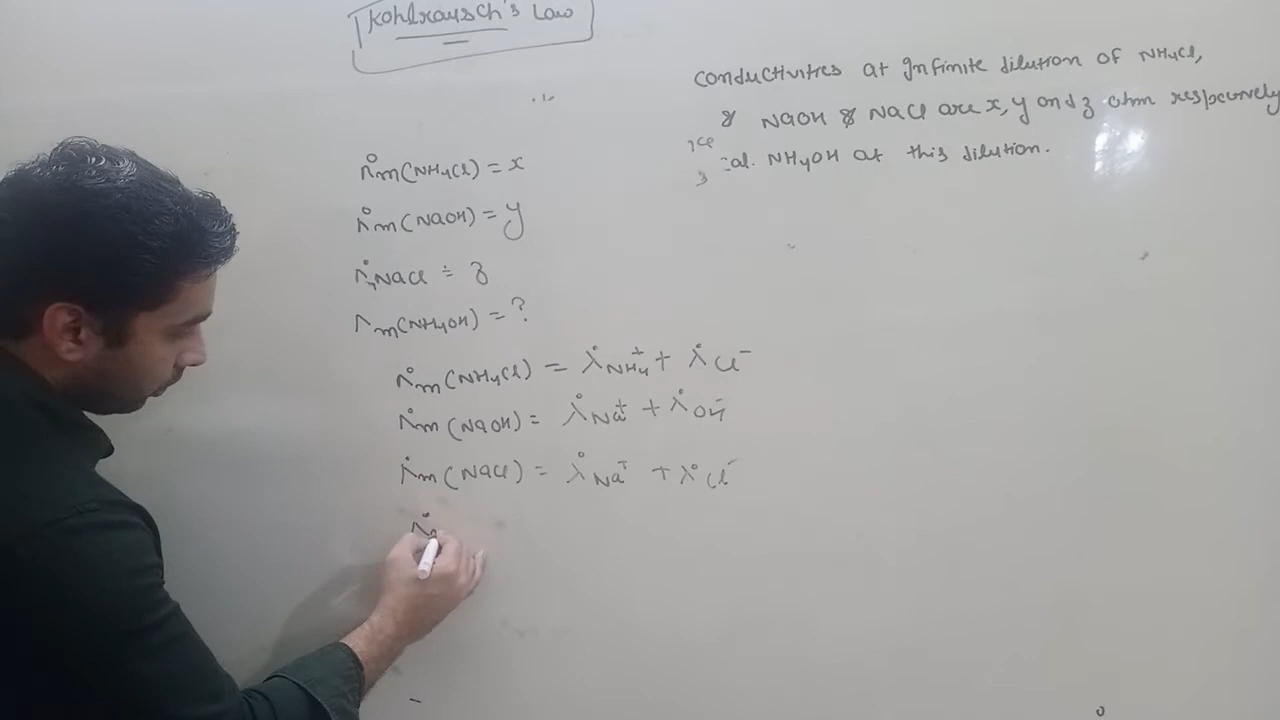 Kohlrausch's Law
conductivities at infinite dilution of NH4Cl,
& NaOH & NaCl are x, y and z ohm respectively
al. NH4OH at this dilution.
λ°m(NH4Cl) = x
λ°m(NaOH) = y
λ°m NaCl = z
λm(NH4OH) = ?
λ°m(NH4Cl) = λ°NH4+ + λ°Cl-
λ°m(NaOH) = λ°Na+ + λ°OH-
λ°m(NaCl) = λ°Na+ + λ°Cl-